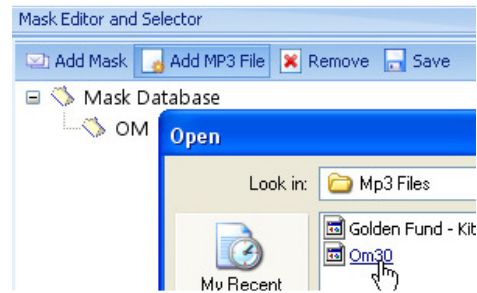 Mask Editor and Selector
Add Mask Add MP3 File Remove Save
Mask Database
OM
Open
Look in: Mp3 Files
Golden Fund - Kit
Om30
My Recent